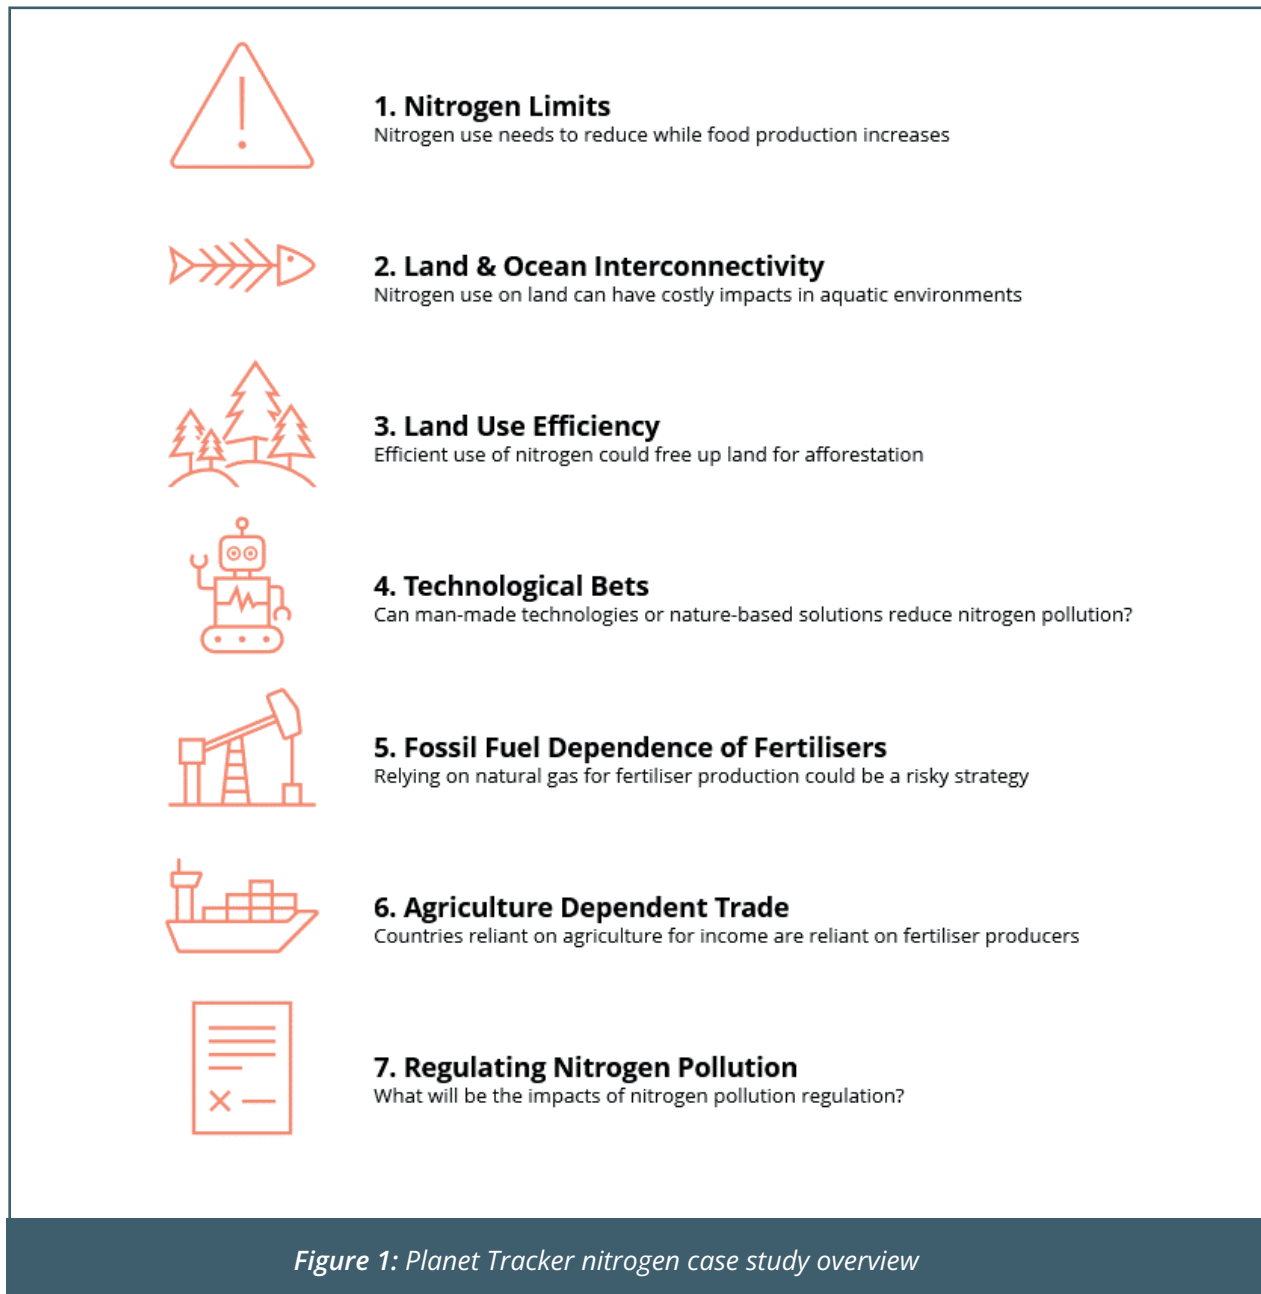 1. Nitrogen Limits
Nitrogen use needs to reduce while food production increases
2. Land & Ocean Interconnectivity
Nitrogen use on land can have costly impacts in aquatic environments
3. Land Use Efficiency
Efficient use of nitrogen could free up land for afforestation
4. Technological Bets
Can man-made technologies or nature-based solutions reduce nitrogen pollution?
5. Fossil Fuel Dependence of Fertilisers
Relying on natural gas for fertiliser production could be a risky strategy
6. Agriculture Dependent Trade
Countries reliant on agriculture for income are reliant on fertiliser producers
7. Regulating Nitrogen Pollution
What will be the impacts of nitrogen pollution regulation?
Figure 1: Planet Tracker nitrogen case study overview